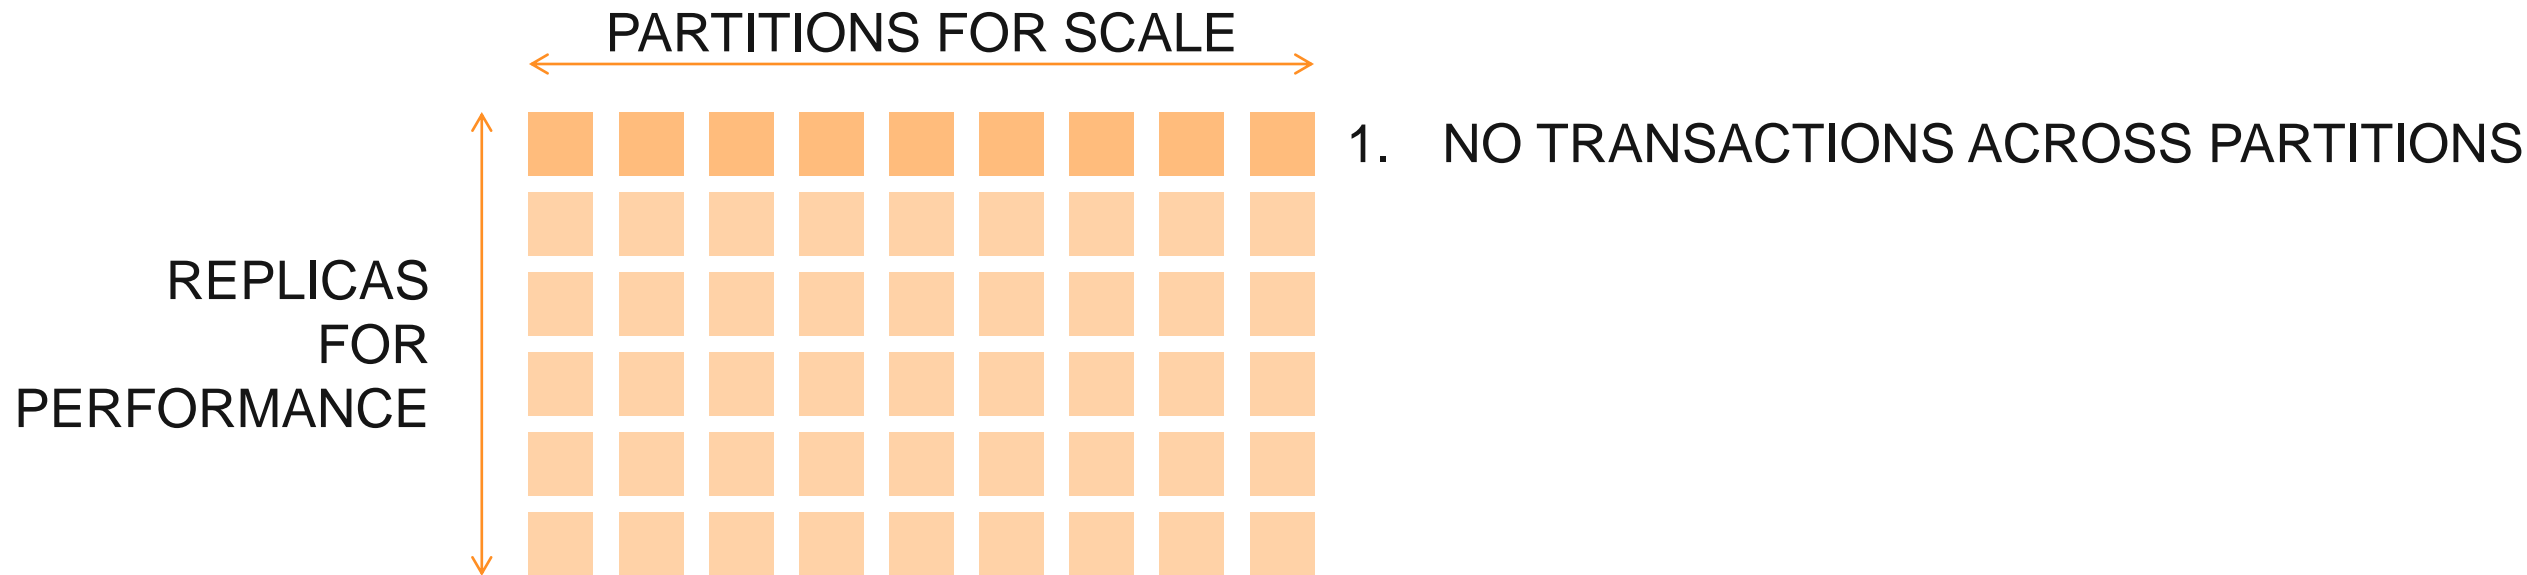 PARTITIONS FOR SCALE
1. NO TRANSACTIONS ACROSS PARTITIONS
REPLICAS
FOR
PERFORMANCE